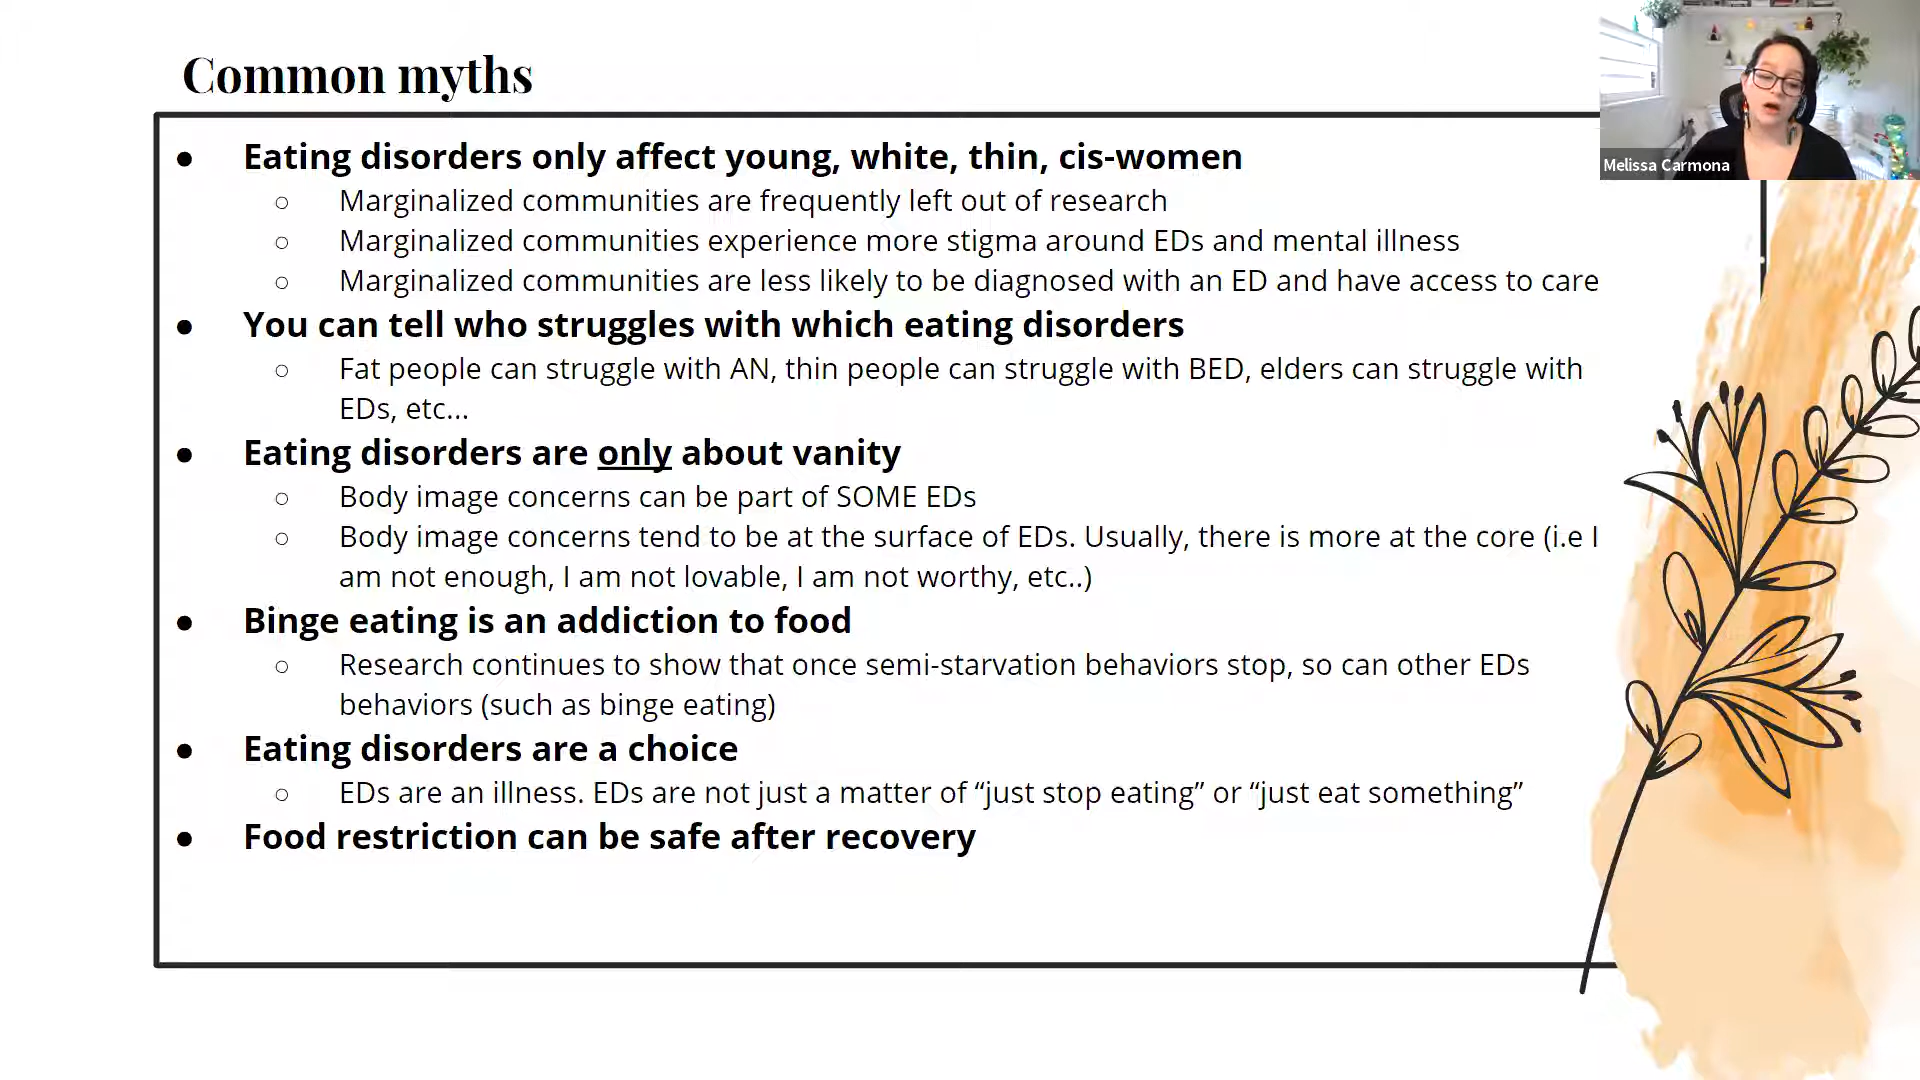 Common myths
Melissa Carmona
● Eating disorders only affect young, white, thin, cis-women
○ Marginalized communities are frequently left out of research
○ Marginalized communities experience more stigma around EDs and mental illness
○ Marginalized communities are less likely to be diagnosed with an ED and have access to care
● You can tell who struggles with which eating disorders
○ Fat people can struggle with AN, thin people can struggle with BED, elders can struggle with
EDs, etc...
● Eating disorders are only about vanity
○ Body image concerns can be part of SOME EDs
○ Body image concerns tend to be at the surface of EDs. Usually, there is more at the core (i.e I
am not enough, I am not lovable, I am not worthy, etc..)
● Binge eating is an addiction to food
○ Research continues to show that once semi-starvation behaviors stop, so can other EDs
behaviors (such as binge eating)
● Eating disorders are a choice
○ EDs are an illness. EDs are not just a matter of “just stop eating” or “just eat something”
● Food restriction can be safe after recovery